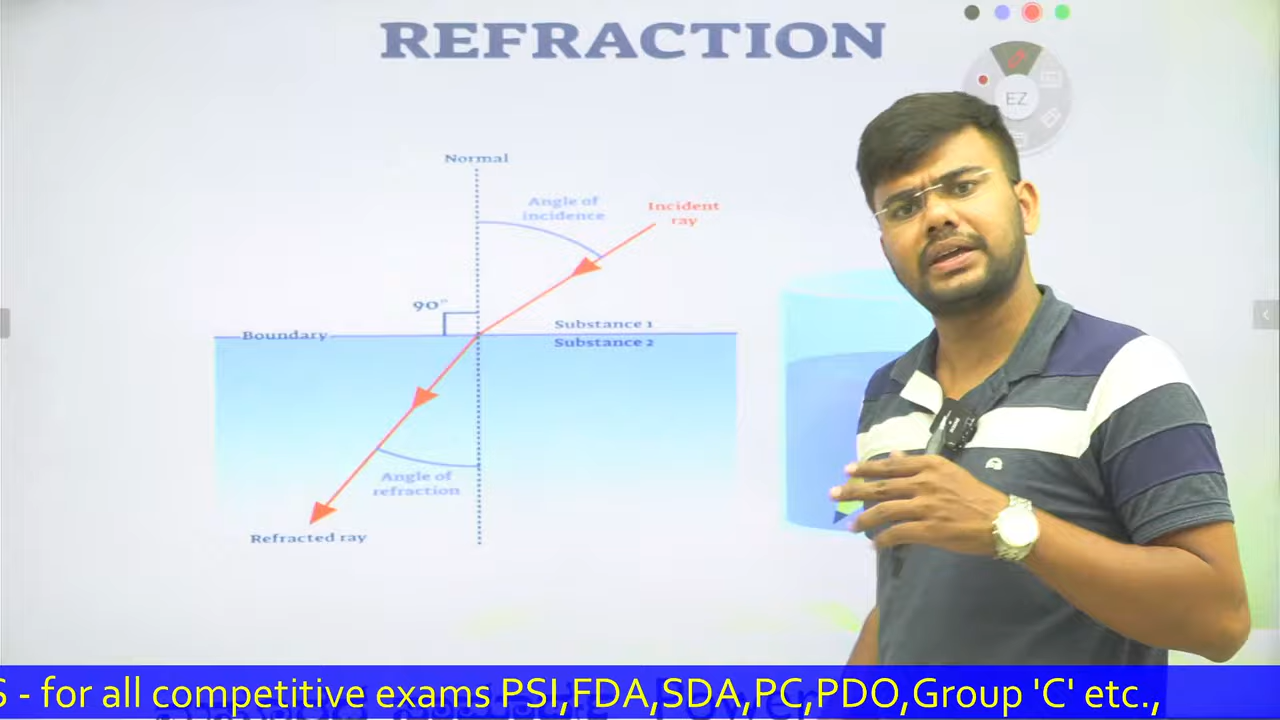 REFRACTION
EZ
Normal
Angle of
incidence
Incident
ray
90°
Boundary
Substance 1
Substance 2
Angle of
refraction
Refracted ray
S - for all competitive exams PSI,FDA,SDA,PC,PDO,Group 'C' etc.,